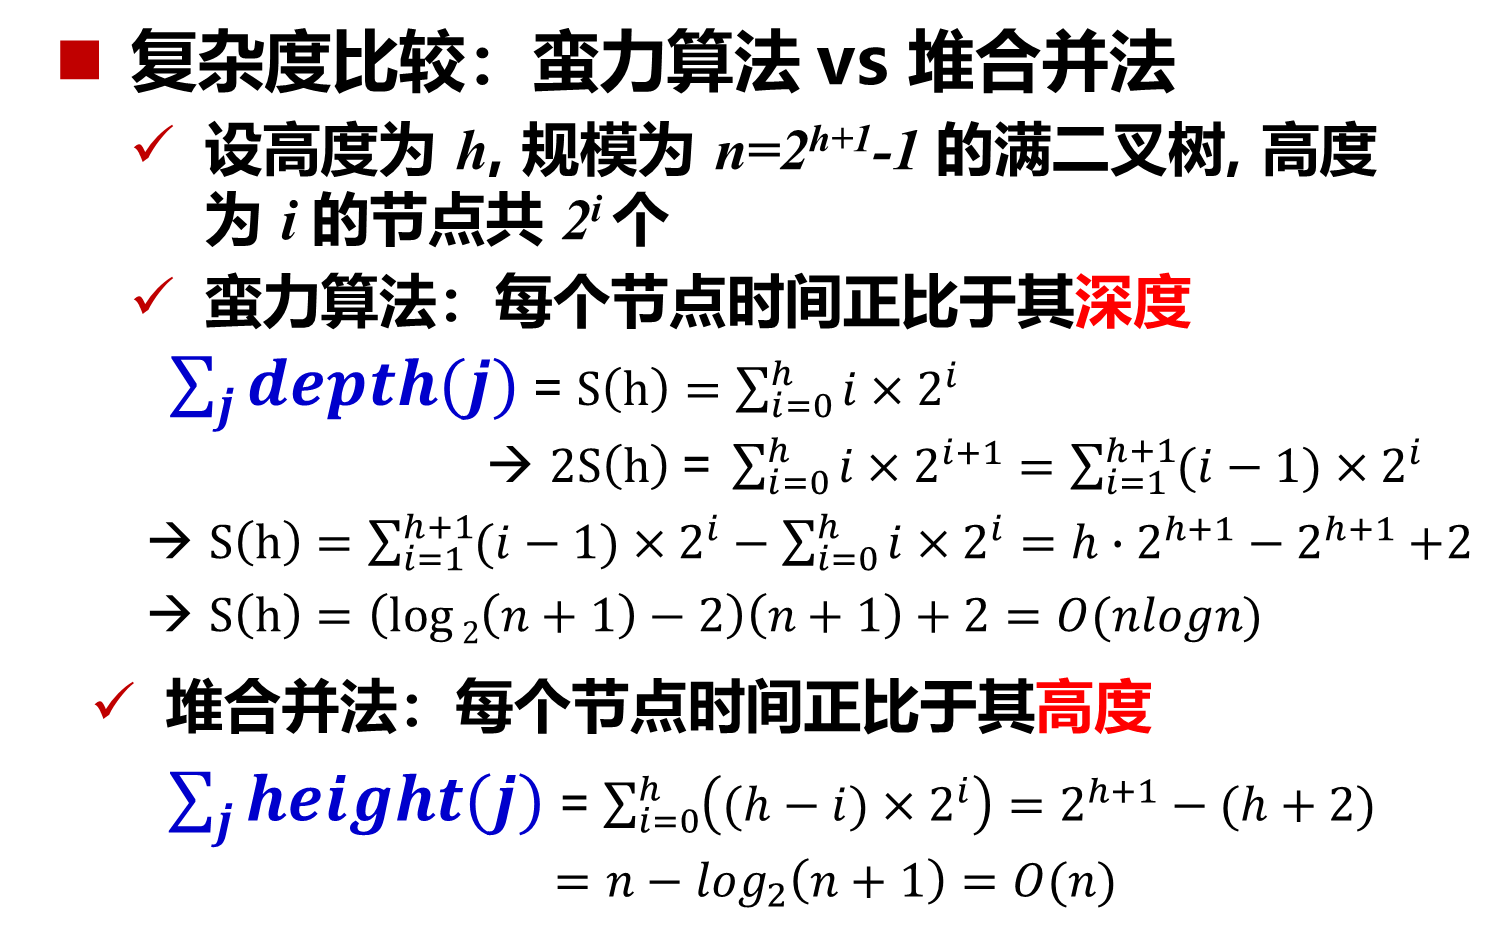 ■ 复杂度比较：蛮力算法 vs 堆合并法
✓ 设高度为 h, 规模为 n=2^{h+1}-1 的满二叉树, 高度
为 i 的节点共 2^i 个
✓ 蛮力算法：每个节点时间正比于其深度
∑_j depth(j) = S(h) = ∑_{i=0}^{h} i × 2^i
→ 2S(h) = ∑_{i=0}^{h} i × 2^{i+1} = ∑_{i=1}^{h+1} (i − 1) × 2^i
→ S(h) = ∑_{i=1}^{h+1} (i − 1) × 2^i − ∑_{i=0}^{h} i × 2^i = h · 2^{h+1} − 2^{h+1} +2
→ S(h) = (log_2(n + 1) − 2)(n + 1) + 2 = O(nlogn)
✓ 堆合并法：每个节点时间正比于其高度
∑_j height(j) = ∑_{i=0}^{h} ((h − i) × 2^i) = 2^{h+1} − (h + 2)
= n − log_2(n + 1) = O(n)